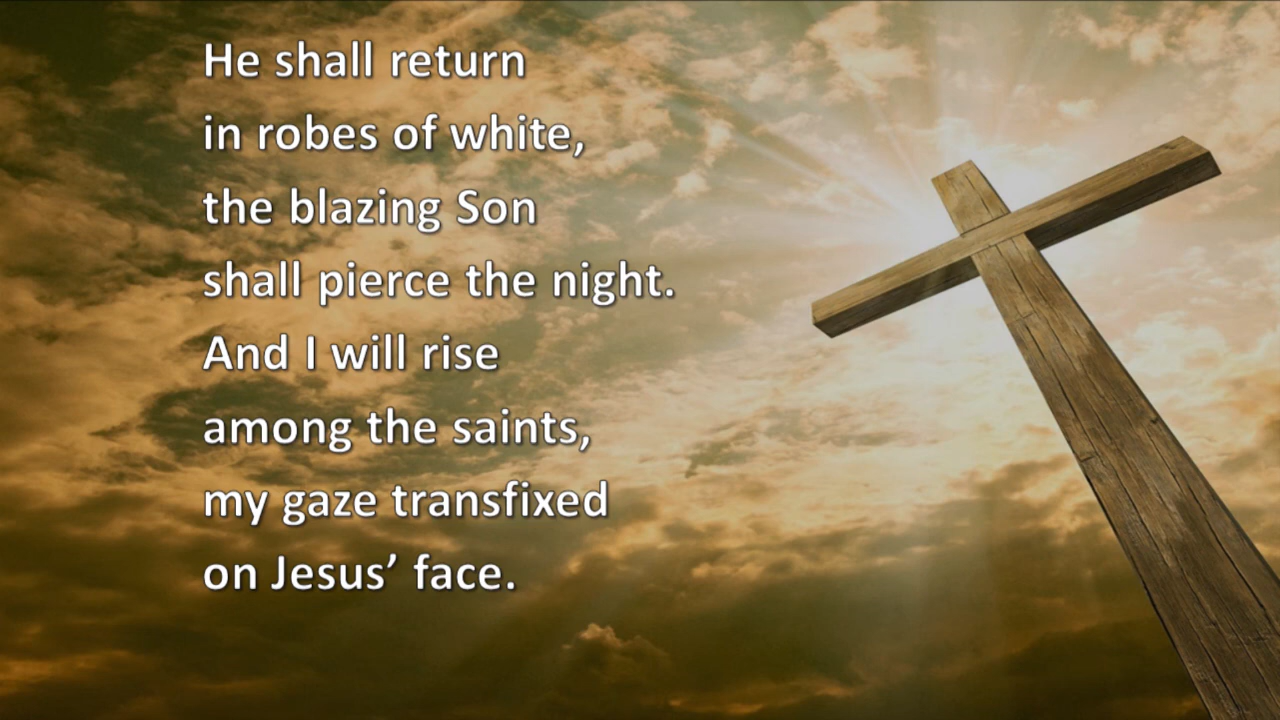 He shall return
in robes of white,
the blazing Son
shall pierce the night.
And I will rise
among the saints,
my gaze transfixed
on Jesus’ face.